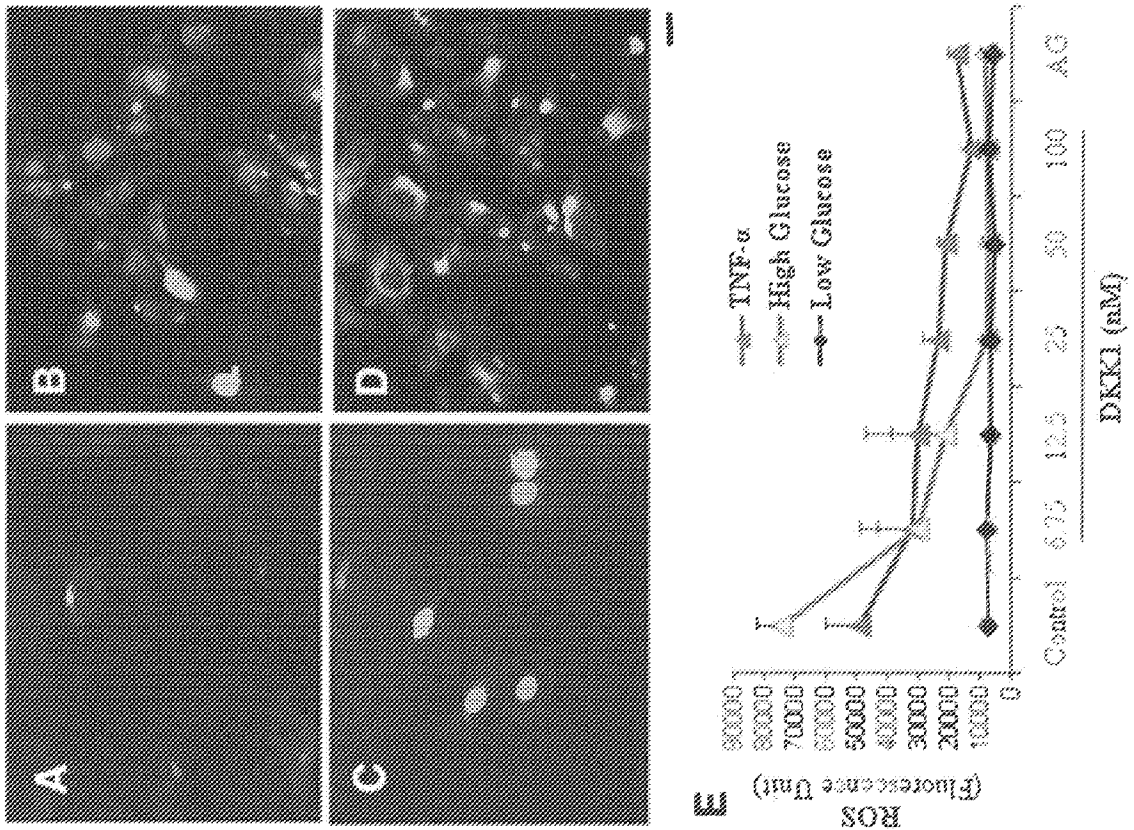 A
B
C
D
E
ROS
(Fluorescence Unit)
90000
80000
70000
60000
50000
40000
30000
20000
10000
0
TNF-α
High Glucose
Low Glucose
Control 6.75 12.5 25 50 100 AG
DKK1 (nM)